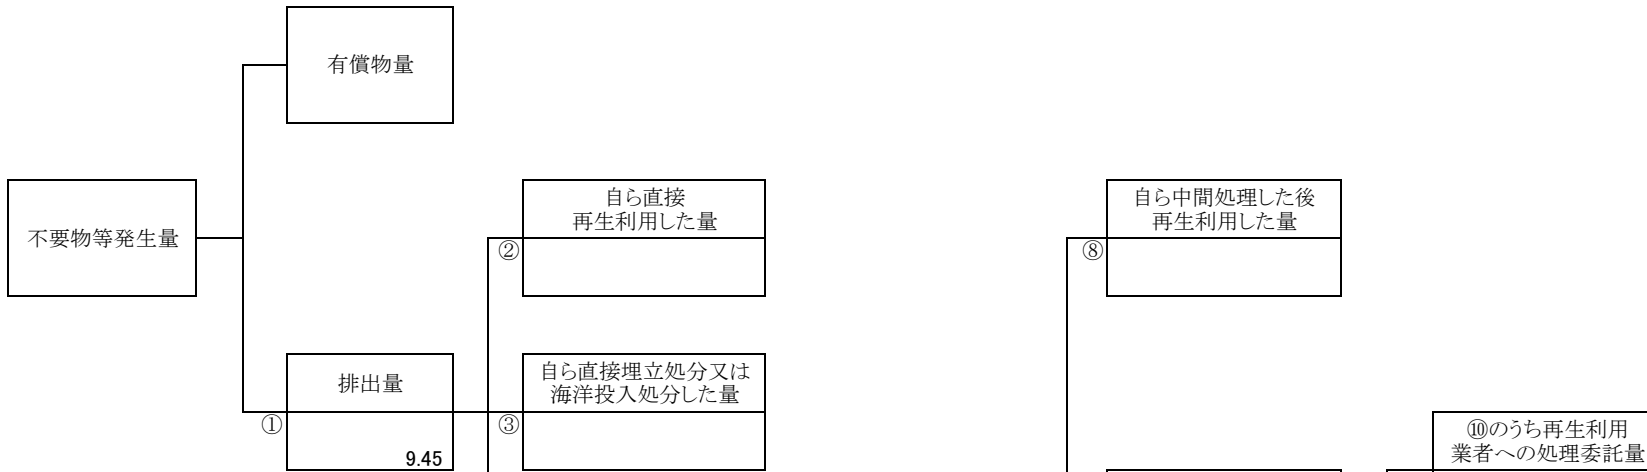 有償物量
不要物等発生量
自ら直接
再生利用した量
②
自ら中間処理した後
再生利用した量
⑧
排出量
①
9.45
自ら直接埋立処分又は
海洋投入処分した量
③
⑩のうち再生利用
業者への処理委託量